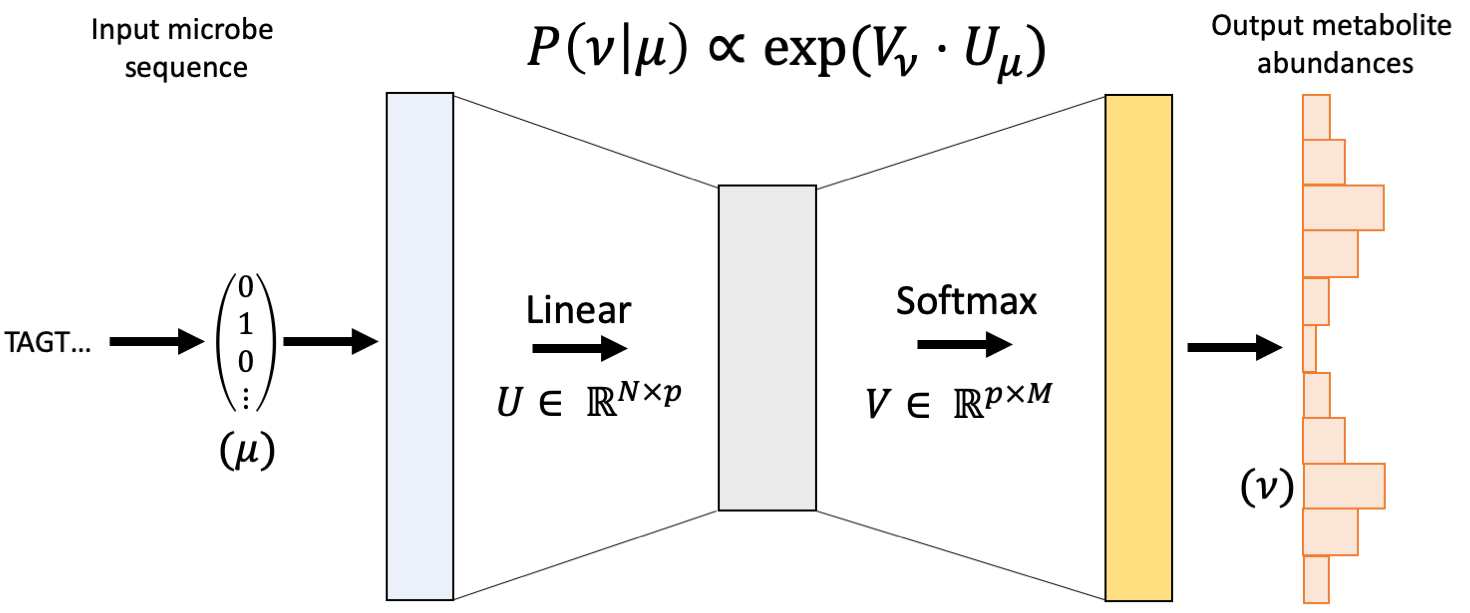 Input microbe
sequence
P(ν|μ) ∝ exp(V_ν · U_μ)
Output metabolite
abundances
TAGT...
0
1
0
⋮
(μ)
Linear
U ∈ ℝ^{N×p}
Softmax
V ∈ ℝ^{p×M}
(ν)